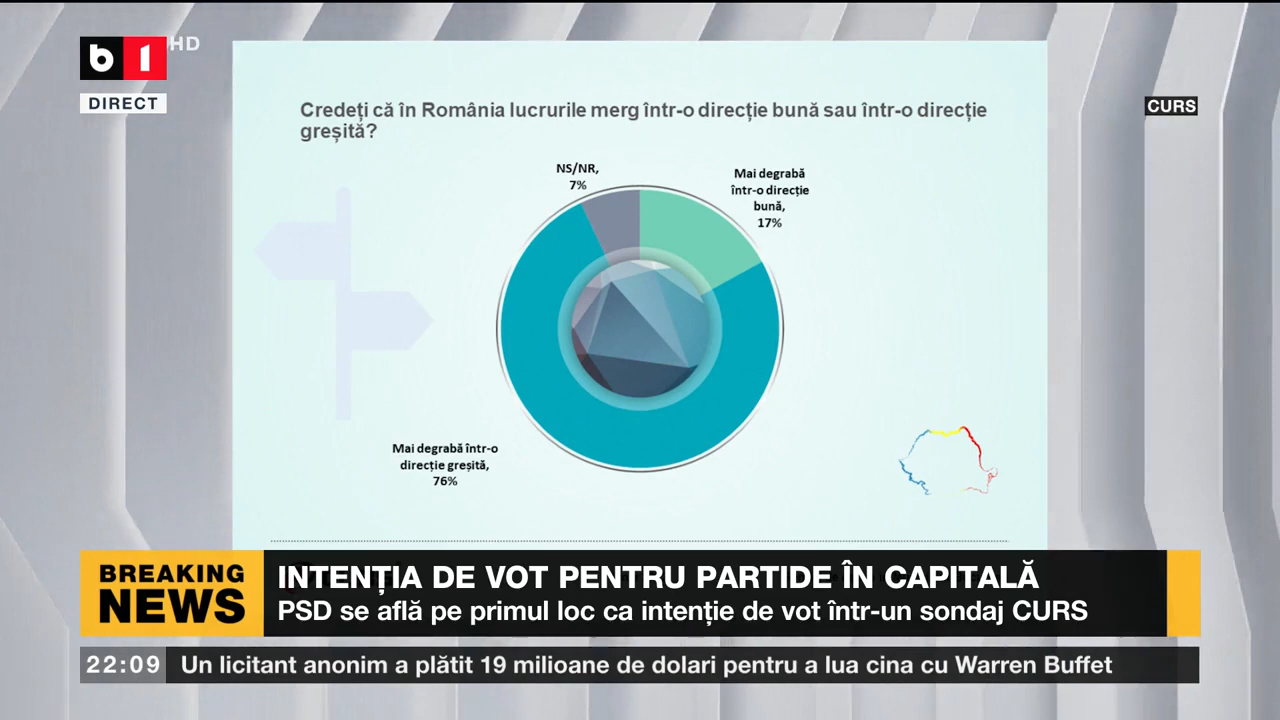 b1
HD
DIRECT
CURS
Credeți că în România lucrurile merg într-o direcție bună sau într-o direcție
greșită?
NS/NR,
7%
Mai degrabă
într-o direcție
bună,
17%
Mai degrabă într-o
direcție greșită,
76%
BREAKING
NEWS
INTENȚIA DE VOT PENTRU PARTIDE ÎN CAPITALĂ
PSD se află pe primul loc ca intenție de vot într-un sondaj CURS
22:09 Un licitant anonim a plătit 19 milioane de dolari pentru a lua cina cu Warren Buffet